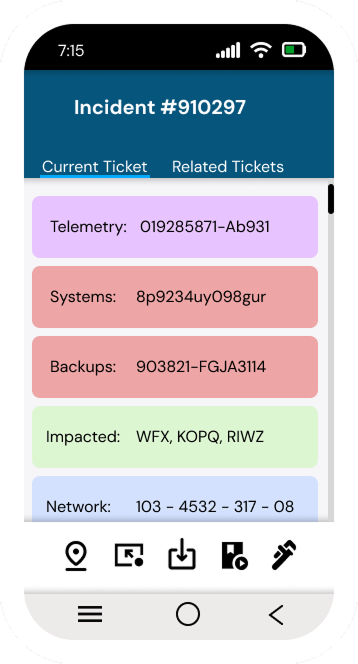 7:15
Incident #910297
Current Ticket Related Tickets
Telemetry: 019285871-Ab931
Systems: 8p9234uy098gur
Backups: 903821-FGJA3114
Impacted: WFX, KOPQ, RIWZ
Network: 103 - 4532 - 317 - 08